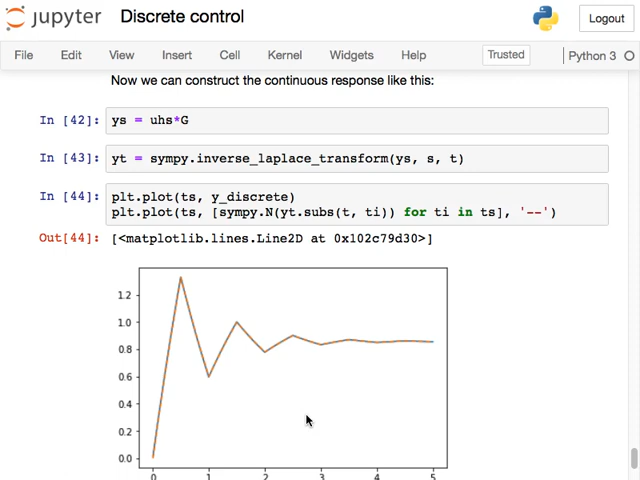 jupyter Discrete control Logout
File Edit View Insert Cell Kernel Widgets Help Trusted Python 3
Now we can construct the continuous response like this:
In [42]: ys = uhs*G
In [43]: yt = sympy.inverse_laplace_transform(ys, s, t)
In [44]: plt.plot(ts, y_discrete)
plt.plot(ts, [sympy.N(yt.subs(t, ti)) for ti in ts], '--')
Out[44]: [<matplotlib.lines.Line2D at 0x102c79d30>]
1.2
1.0
0.8
0.6
0.4
0.2
0.0
0 1 2 3 4 5